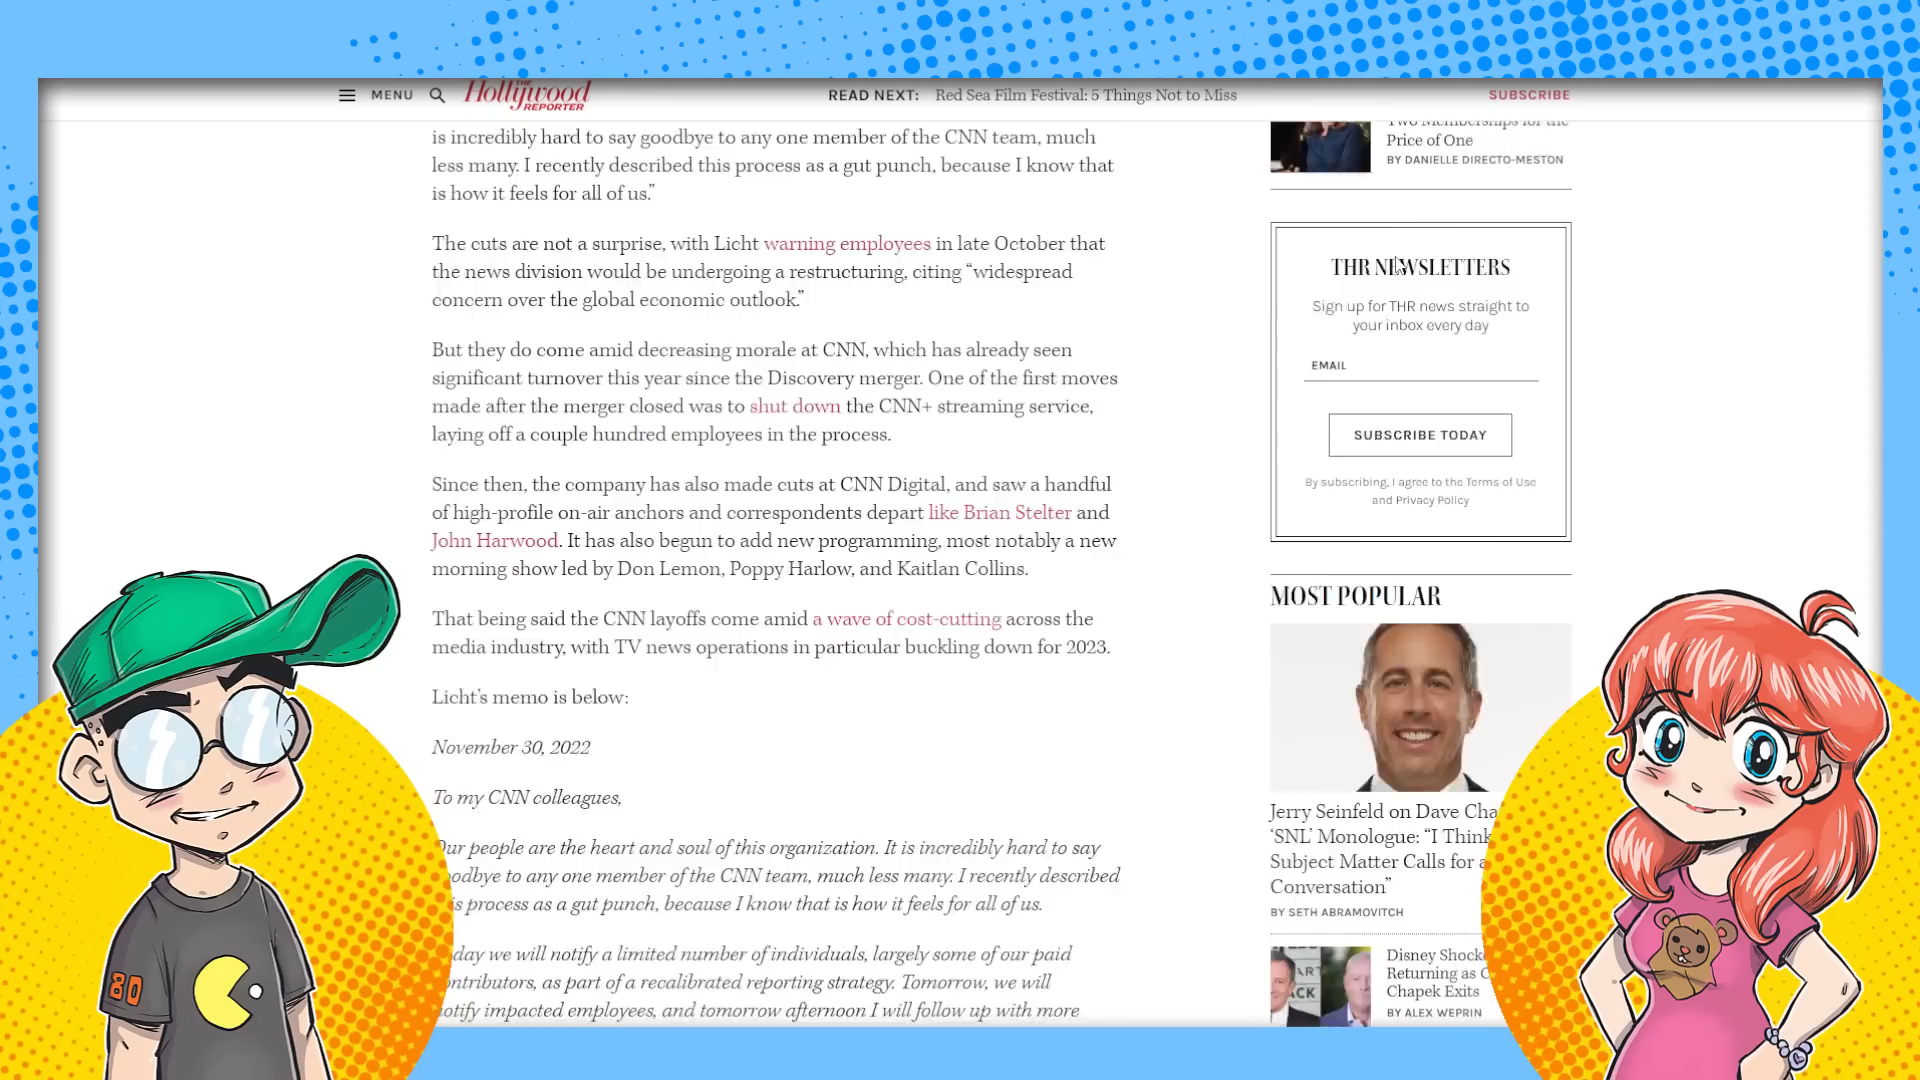 MENU
THE
Hollywood
REPORTER
READ NEXT: Red Sea Film Festival: 5 Things Not to Miss
SUBSCRIBE
is incredibly hard to say goodbye to any one member of the CNN team, much
less many. I recently described this process as a gut punch, because I know that
is how it feels for all of us.”
The cuts are not a surprise, with Licht warning employees in late October that
the news division would be undergoing a restructuring, citing “widespread
concern over the global economic outlook.”
But they do come amid decreasing morale at CNN, which has already seen
significant turnover this year since the Discovery merger. One of the first moves
made after the merger closed was to shut down the CNN+ streaming service,
laying off a couple hundred employees in the process.
Since then, the company has also made cuts at CNN Digital, and saw a handful
of high-profile on-air anchors and correspondents depart like Brian Stelter and
John Harwood. It has also begun to add new programming, most notably a new
morning show led by Don Lemon, Poppy Harlow, and Kaitlan Collins.
That being said the CNN layoffs come amid a wave of cost-cutting across the
media industry, with TV news operations in particular buckling down for 2023.
Licht’s memo is below:
November 30, 2022
To my CNN colleagues,
ur people are the heart and soul of this organization. It is incredibly hard to say
odbye to any one member of the CNN team, much less many. I recently described
is process as a gut punch, because I know that is how it feels for all of us.
day we will notify a limited number of individuals, largely some of our paid
ntributors, as part of a recalibrated reporting strategy. Tomorrow, we will
otify impacted employees, and tomorrow afternoon I will follow up with more
Two Memberships for the
Price of One
BY DANIELLE DIRECTO-MESTON
THR NEWSLETTERS
Sign up for THR news straight to
your inbox every day
EMAIL
SUBSCRIBE TODAY
By subscribing, I agree to the Terms of Use
and Privacy Policy
MOST POPULAR
Jerry Seinfeld on Dave Cha
‘SNL’ Monologue: “I Think
Subject Matter Calls for a
Conversation”
BY SETH ABRAMOVITCH
Disney Shock
Returning as C
Chapek Exits
BY ALEX WEPRIN
80